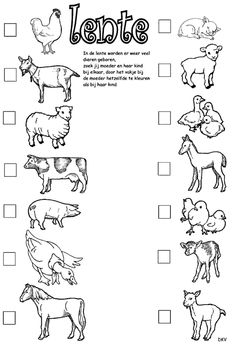 lente
In de lente worden er weer veel
dieren geboren,
zoek jij moeder en haar kind
bij elkaar, door het vakje bij
de moeder hetzelfde te kleuren
als bij haar kind
DKV